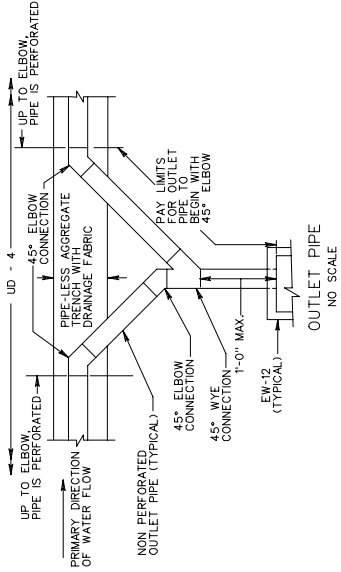 UD - 4
UP TO ELBOW
PIPE IS PERFORATED
45° ELBOW
CONNECTION
UP TO ELBOW,
PIPE IS PERFORATED
PIPE-LESS AGGREGATE
TRENCH WITH
DRAINAGE FABRIC
PRIMARY DIRECTION
OF WATER FLOW
NON PERFORATED
OUTLET PIPE (TYPICAL)
PAY LIMITS
FOR OUTLET
PIPE TO
BEGIN WITH
45° ELBOW
45° ELBOW
CONNECTION
45° WYE
CONNECTION
1'-0" MAX.
EW-12
(TYPICAL)
OUTLET PIPE
NO SCALE